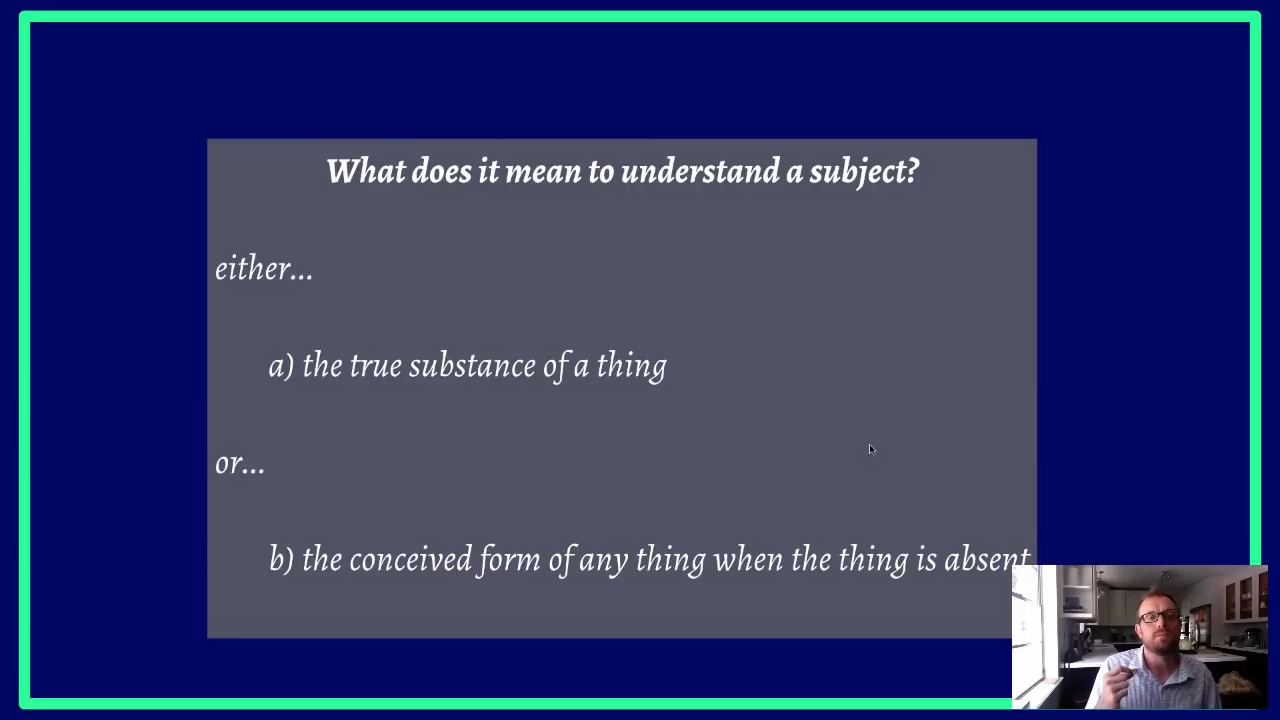 What does it mean to understand a subject?
either...
a) the true substance of a thing
or...
b) the conceived form of any thing when the thing is absent